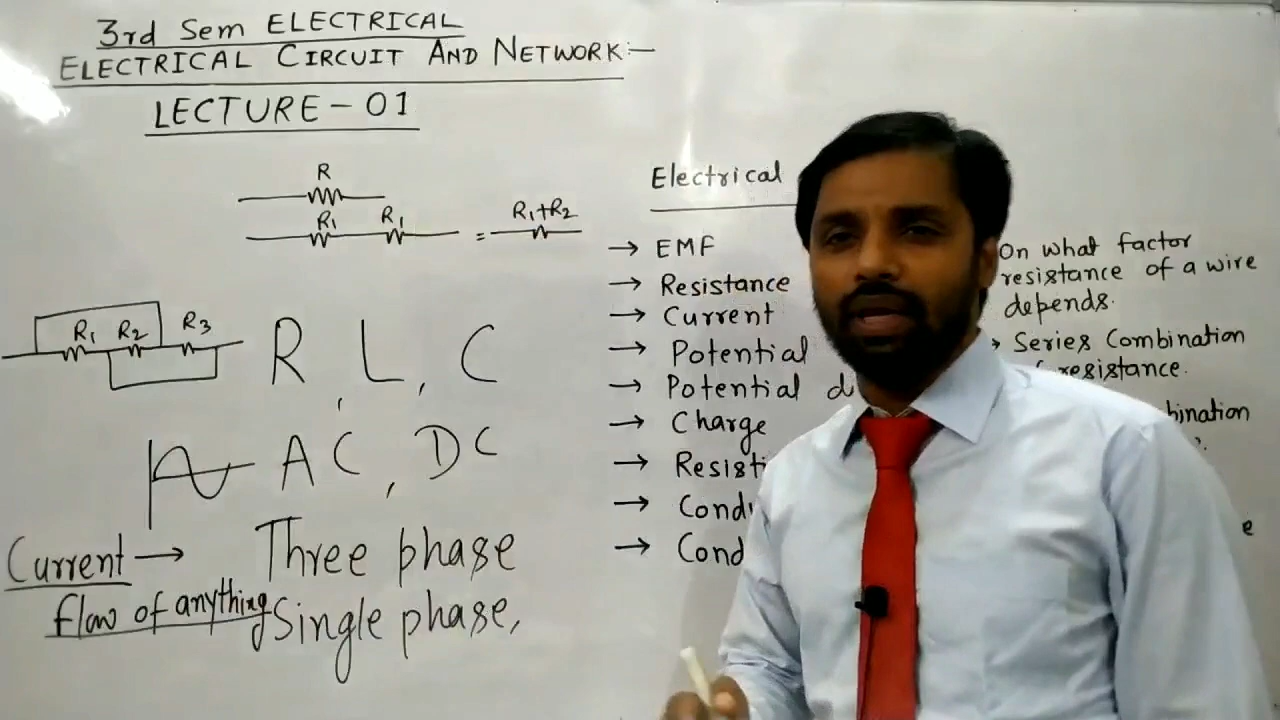 3rd Sem ELECTRICAL
ELECTRICAL CIRCUIT AND NETWORK:-
LECTURE-01
R
R1 R1 = R1+R2
R1 R2 R3
R, L, C
AC, DC
Current → Three phase
flow of anything Single phase,
Electrical
→ EMF
→ Resistance
→ Current
→ Potential
→ Potential d
→ Charge
→ Resisti
→ Condu
→ Cond
On what factor
resistance of a wire
depends.
Series Combination
resistance.
bination
e